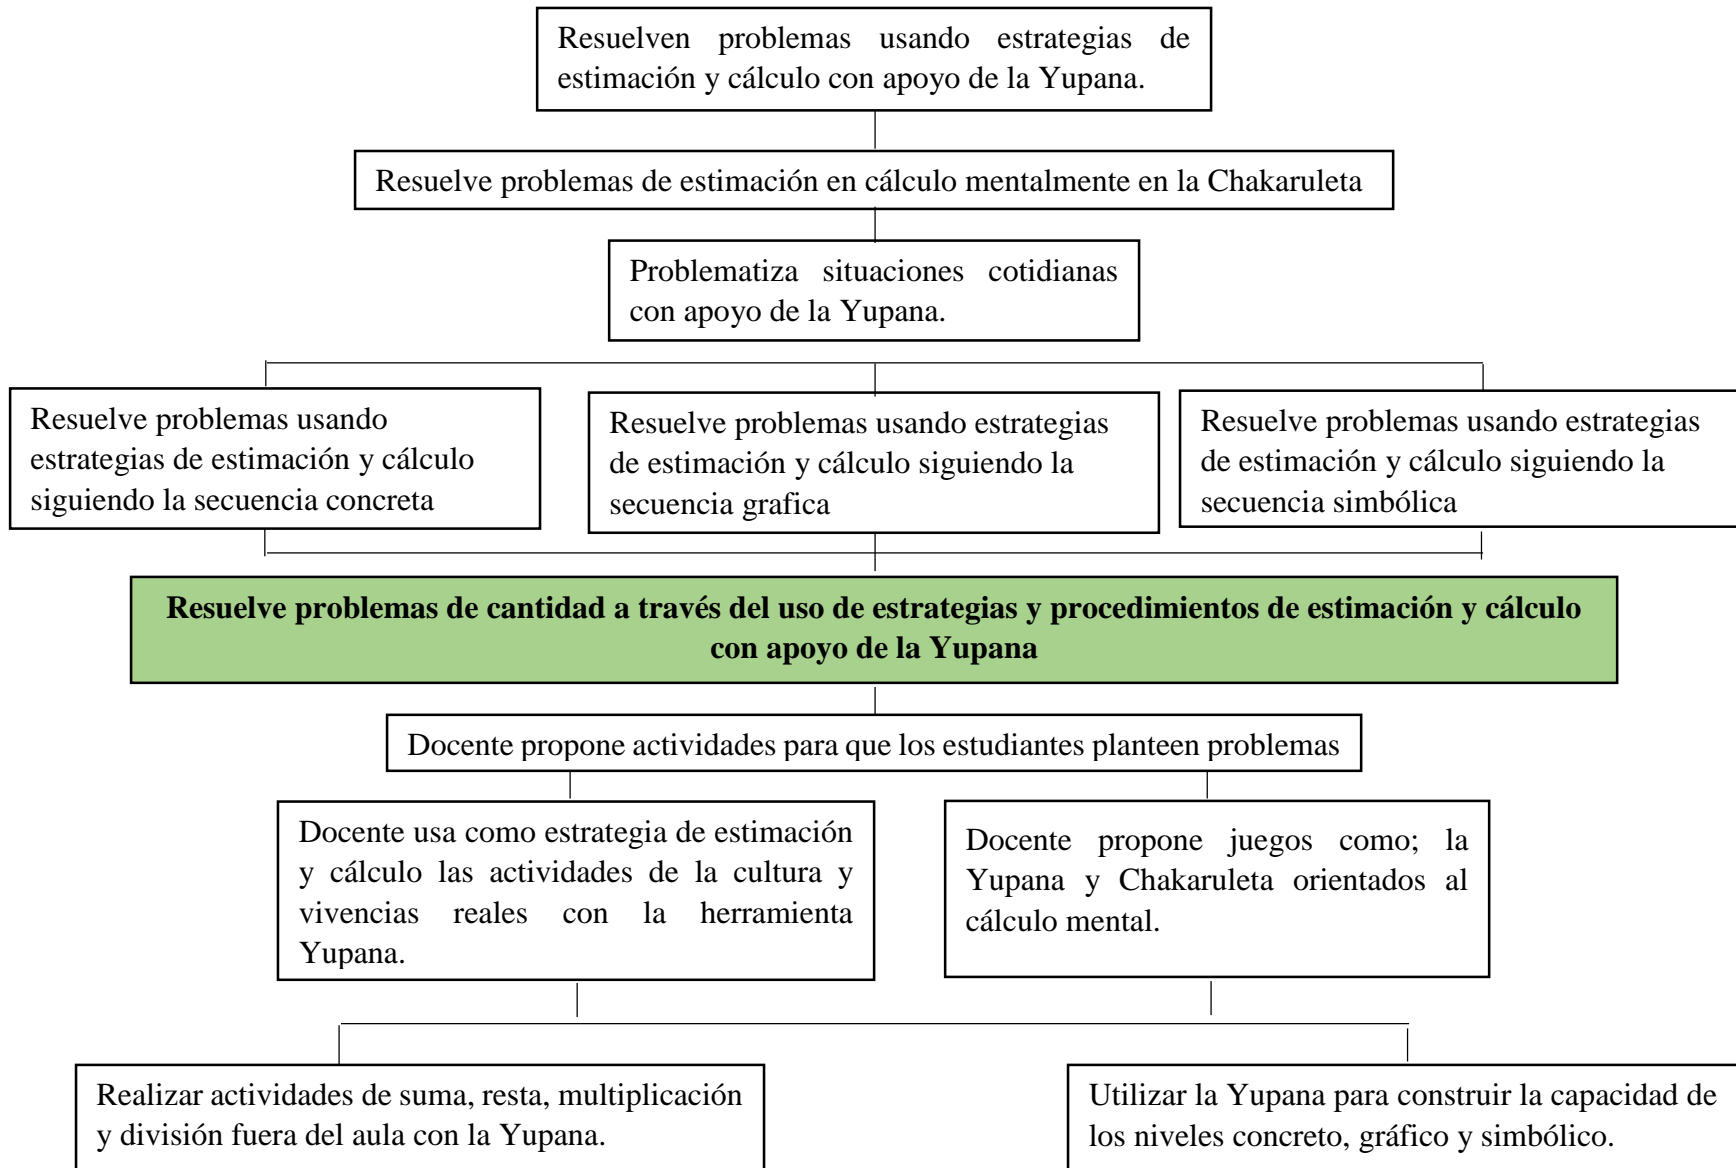 Resuelven problemas usando estrategias de
estimación y cálculo con apoyo de la Yupana.
Resuelve problemas de estimación en cálculo mentalmente en la Chakaruleta
Problematiza situaciones cotidianas
con apoyo de la Yupana.
Resuelve problemas usando
estrategias de estimación y cálculo
siguiendo la secuencia concreta
Resuelve problemas usando estrategias
de estimación y cálculo siguiendo la
secuencia grafica
Resuelve problemas usando estrategias
de estimación y cálculo siguiendo la
secuencia simbólica
Resuelve problemas de cantidad a través del uso de estrategias y procedimientos de estimación y cálculo
con apoyo de la Yupana
Docente propone actividades para que los estudiantes planteen problemas
Docente usa como estrategia de estimación
y cálculo las actividades de la cultura y
vivencias reales con la herramienta
Yupana.
Docente propone juegos como; la
Yupana y Chakaruleta orientados al
cálculo mental.
Realizar actividades de suma, resta, multiplicación
y división fuera del aula con la Yupana.
Utilizar la Yupana para construir la capacidad de
los niveles concreto, gráfico y simbólico.